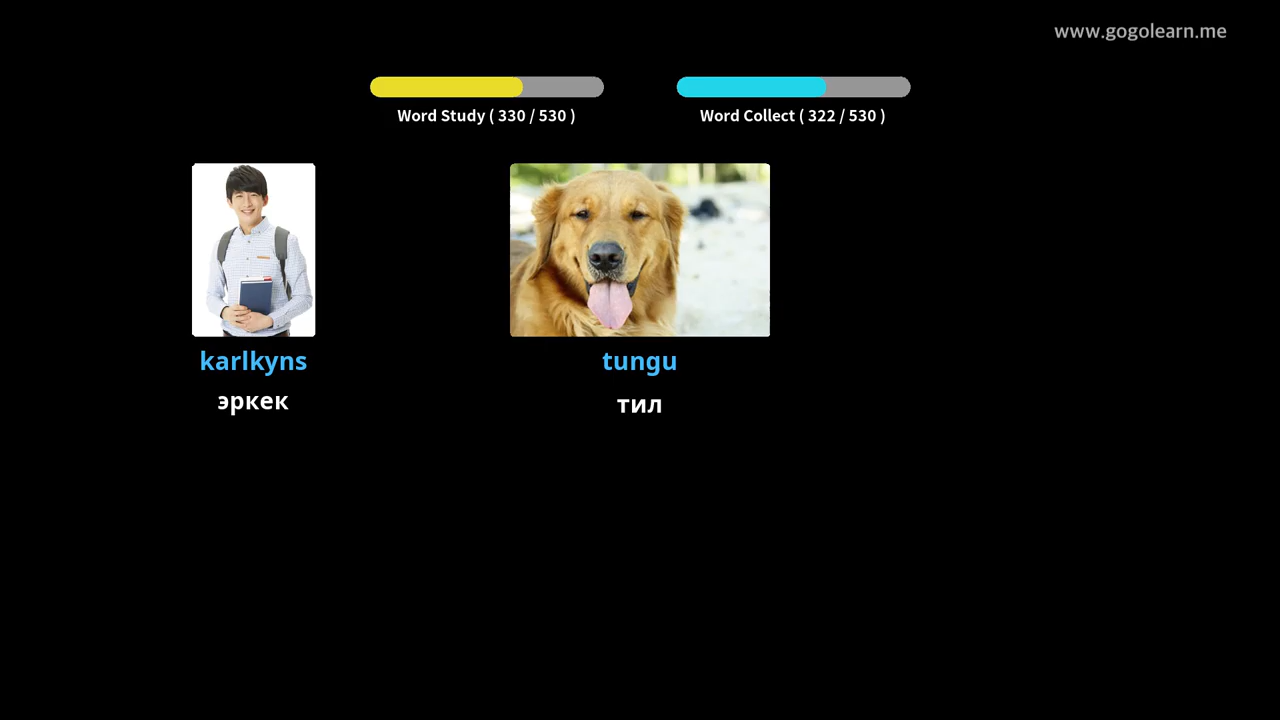 www.gogolearn.me
Word Study ( 330 / 530 )
Word Collect ( 322 / 530 )
karlkyns
эркек
tungu
тил